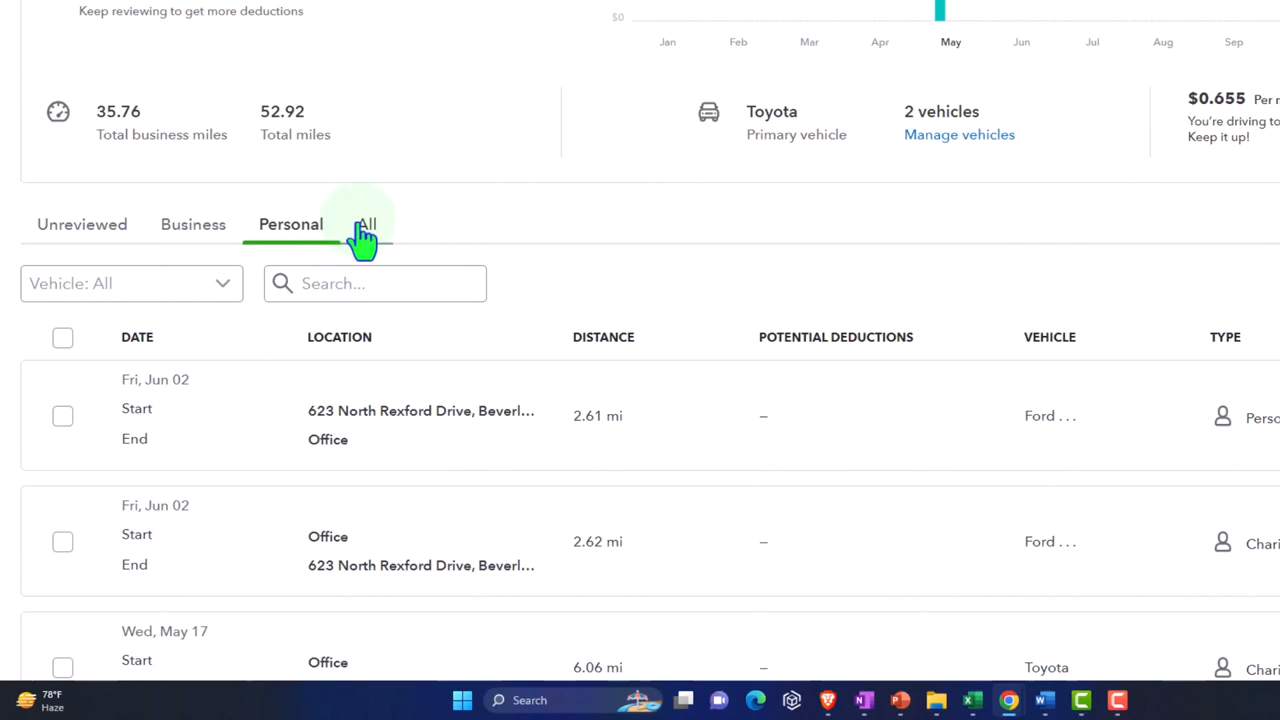 Keep reviewing to get more deductions
$0
Jan Feb Mar Apr May Jun Jul Aug Sep
35.76 52.92 Toyota 2 vehicles $0.655 Per
Total business miles Total miles Primary vehicle Manage vehicles You're driving to
Keep it up!
Unreviewed Business Personal All
Vehicle: All Search...
DATE LOCATION DISTANCE POTENTIAL DEDUCTIONS VEHICLE TYPE
Fri, Jun 02
Start 623 North Rexford Drive, Beverl...
2.61 mi – Ford . . . Perso
End Office
Fri, Jun 02
Start Office
2.62 mi – Ford . . . Chari
End 623 North Rexford Drive, Beverl...
Wed, May 17
Start Office
6.06 mi – Toyota Chari
78°F
Haze
Search